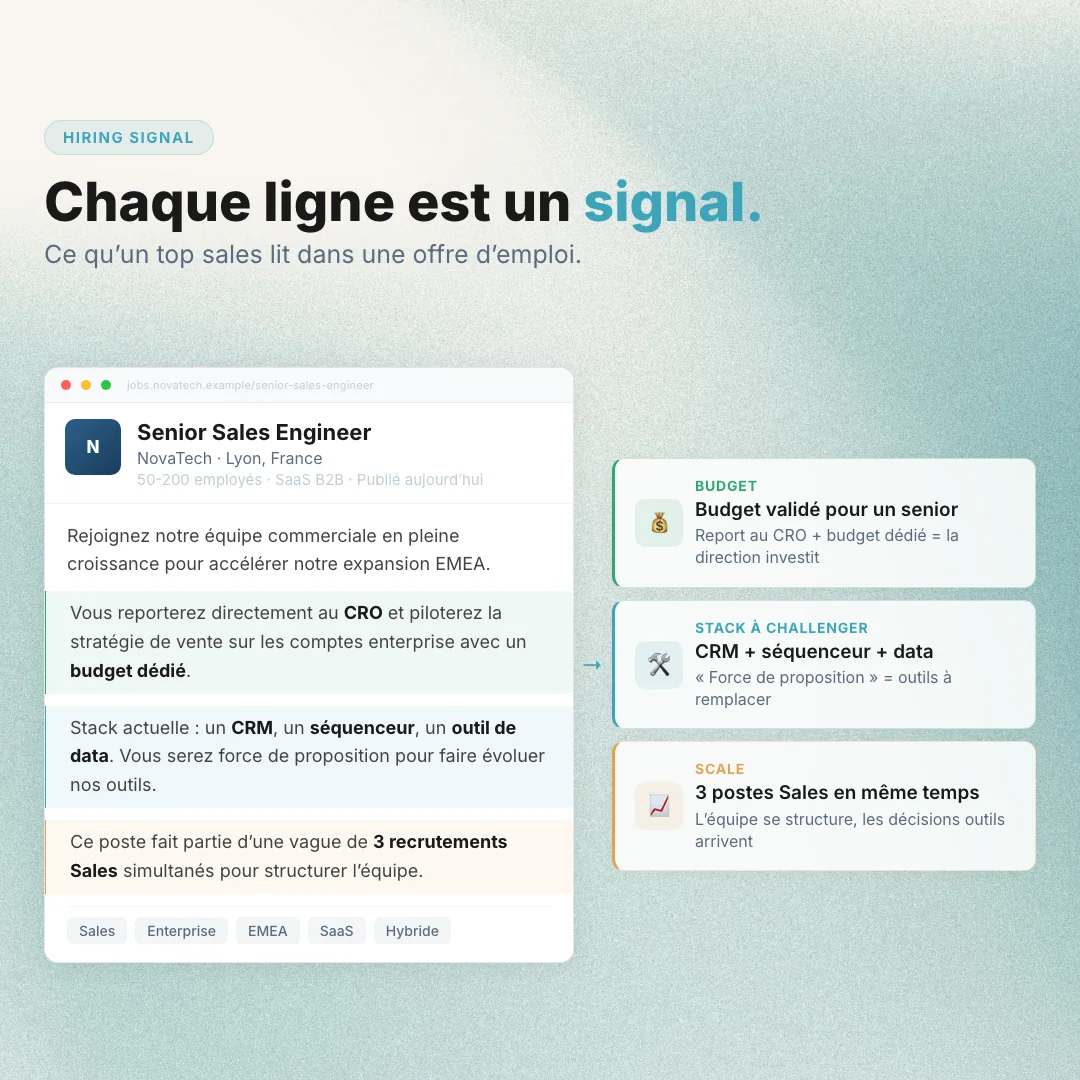 HIRING SIGNAL
Chaque ligne est un signal.
Ce qu’un top sales lit dans une offre d’emploi.
jobs.novatech.example/senior-sales-engineer
N
Senior Sales Engineer
NovaTech · Lyon, France
50-200 employés · SaaS B2B · Publié aujourd’hui
Rejoignez notre équipe commerciale en pleine
croissance pour accélérer notre expansion EMEA.
Vous reporterez directement au CRO et piloterez la
stratégie de vente sur les comptes enterprise avec un
budget dédié.
Stack actuelle : un CRM, un séquenceur, un outil de
data. Vous serez force de proposition pour faire évoluer
nos outils.
Ce poste fait partie d’une vague de 3 recrutements
Sales simultanés pour structurer l’équipe.
Sales Enterprise EMEA SaaS Hybride
→
BUDGET
Budget validé pour un senior
Report au CRO + budget dédié = la
direction investit
STACK À CHALLENGER
CRM + séquenceur + data
« Force de proposition » = outils à
remplacer
SCALE
3 postes Sales en même temps
L’équipe se structure, les décisions outils
arrivent